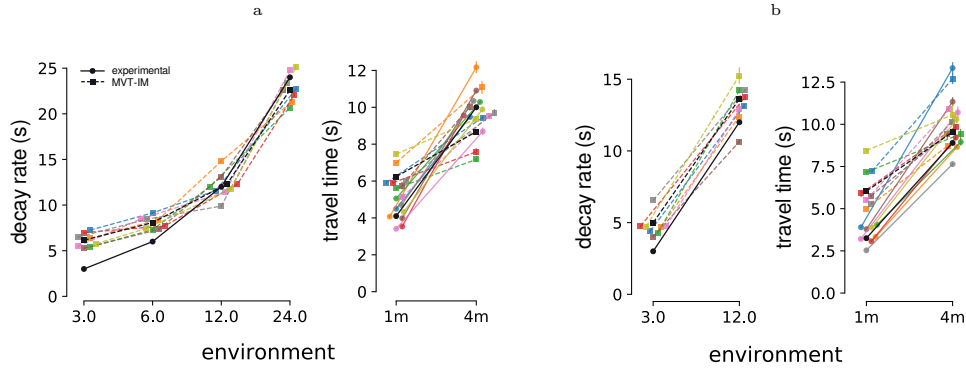 a
b
decay rate (s)
25
20
15
10
5
0
experimental
MVT-IM
3.0 6.0 12.0 24.0
travel time (s)
12
10
8
6
4
2
0
1m 4m
environment
decay rate (s)
15
10
5
0
3.0 12.0
travel time (s)
12.5
10.0
7.5
5.0
2.5
0.0
1m 4m
environment